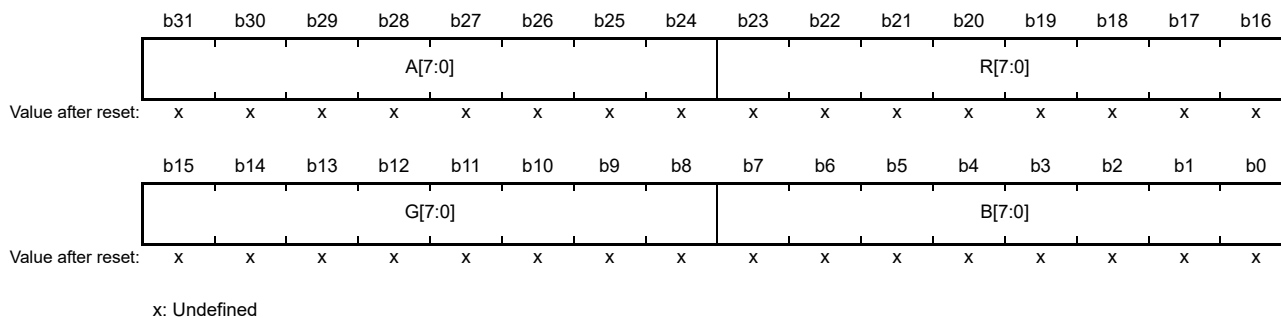 b31 b30 b29 b28 b27 b26 b25 b24 b23 b22 b21 b20 b19 b18 b17 b16
A[7:0] R[7:0]
Value after reset: x x x x x x x x x x x x x x x x
b15 b14 b13 b12 b11 b10 b9 b8 b7 b6 b5 b4 b3 b2 b1 b0
G[7:0] B[7:0]
Value after reset: x x x x x x x x x x x x x x x x
x: Undefined